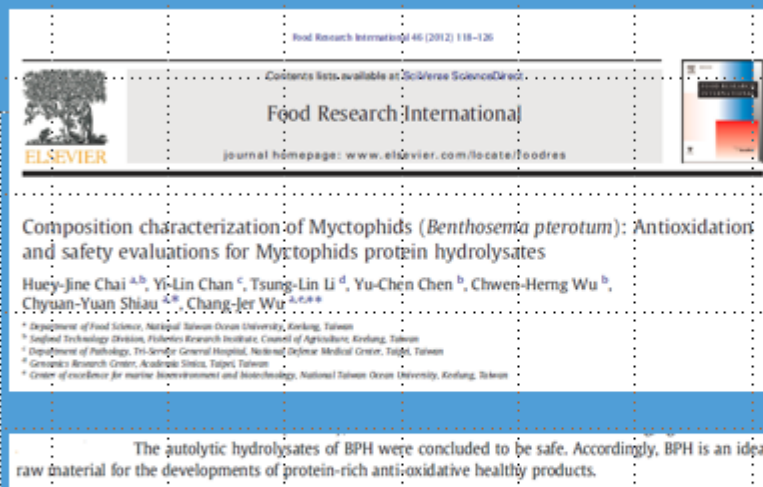 Food Research International 46 (2012) 118–126
Contents lists available at SciVerse ScienceDirect
Food Research International
journal homepage: www.elsevier.com/locate/foodres
ELSEVIER
Composition characterization of Myctophids (Benthosema pterotum): Antioxidation
and safety evaluations for Myctophids protein hydrolysates
Huey-Jine Chai a,b, Yi-Lin Chan c, Tsung-Lin Li d, Yu-Chen Chen b, Chwen-Herng Wu b,
Chyuan-Yuan Shiau a,*, Chang-Jer Wu a,e,**
a Department of Food Science, National Taiwan Ocean University, Keelung, Taiwan
b Seafood Technology Division, Fisheries Research Institute, Council of Agriculture, Keelung, Taiwan
c Department of Pathology, Tri-Service General Hospital, National Defense Medical Center, Taipei, Taiwan
d Genomics Research Center, Academia Sinica, Taipei, Taiwan
e Center of excellence for marine bioenvironment and biotechnology, National Taiwan Ocean University, Keelung, Taiwan
The autolytic hydrolysates of BPH were concluded to be safe. Accordingly, BPH is an idea
raw material for the developments of protein-rich anti-oxidative healthy products.